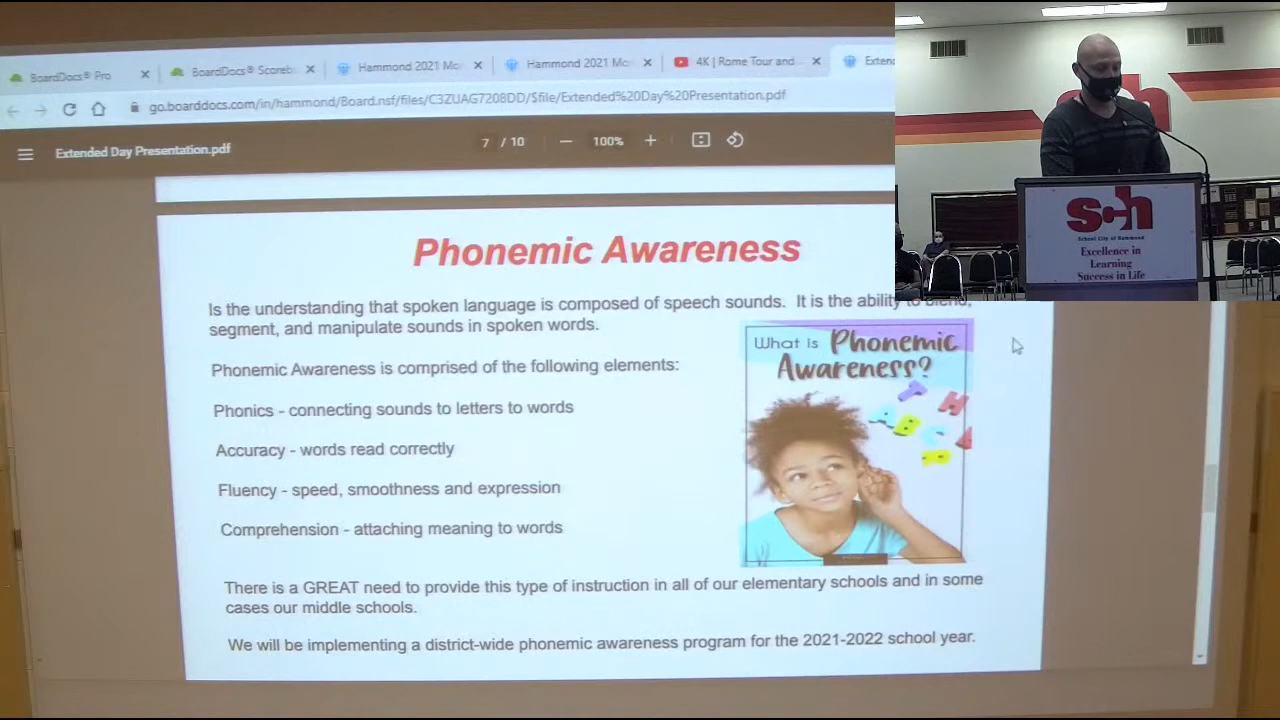 BoardDocs® Pro
BoardDocs® Scoreb
Hammond 2021 Mo
Hammond 2021 Mo
4K | Rome Tour and
Exten
go.boarddocs.com/in/hammond/Board.nsf/files/C3ZUAG7208DD/$file/Extended%20Day%20Presentation.pdf
Extended Day Presentation.pdf
7 / 10
100%
Phonemic Awareness
Is the understanding that spoken language is composed of speech sounds. It is the ability to blend,
segment, and manipulate sounds in spoken words.
Phonemic Awareness is comprised of the following elements:
Phonics - connecting sounds to letters to words
Accuracy - words read correctly
Fluency - speed, smoothness and expression
Comprehension - attaching meaning to words
What is Phonemic
Awareness?
T H
A B C
There is a GREAT need to provide this type of instruction in all of our elementary schools and in some
cases our middle schools.
We will be implementing a district-wide phonemic awareness program for the 2021-2022 school year.
sch
School City of Hammond
Excellence in
Learning
Success in Life